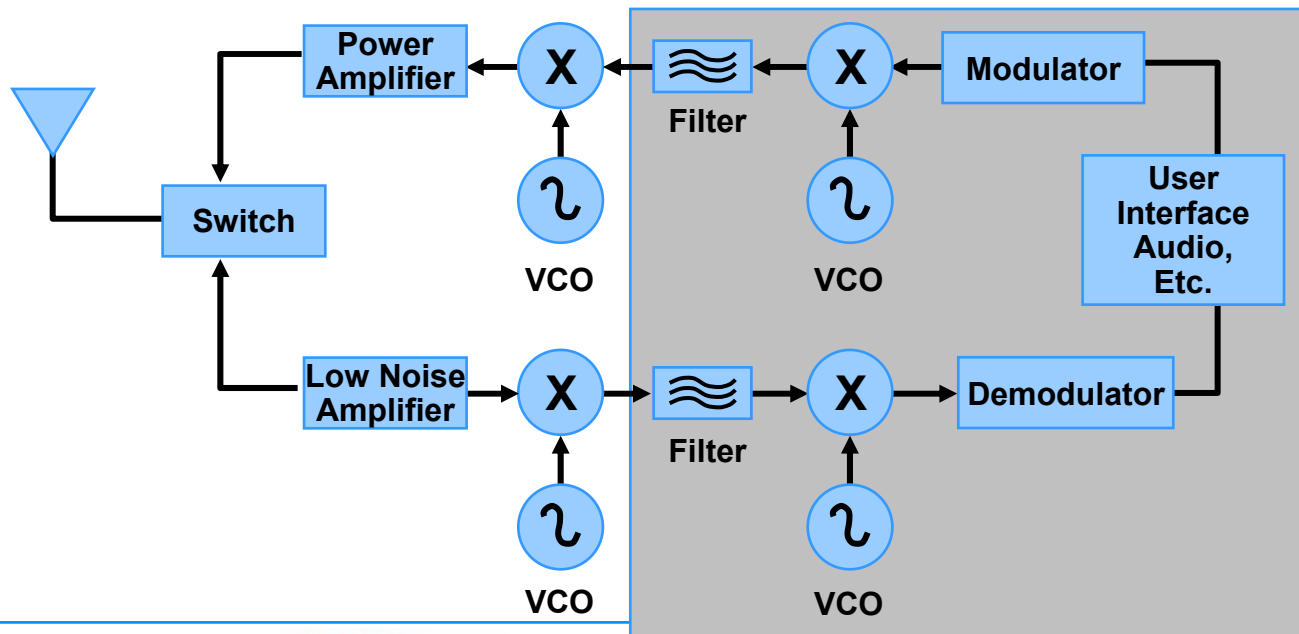 Power
Amplifier
X
Filter
X
Modulator
VCO
VCO
Switch
User
Interface
Audio,
Etc.
Low Noise
Amplifier
X
Filter
X
Demodulator
VCO
VCO